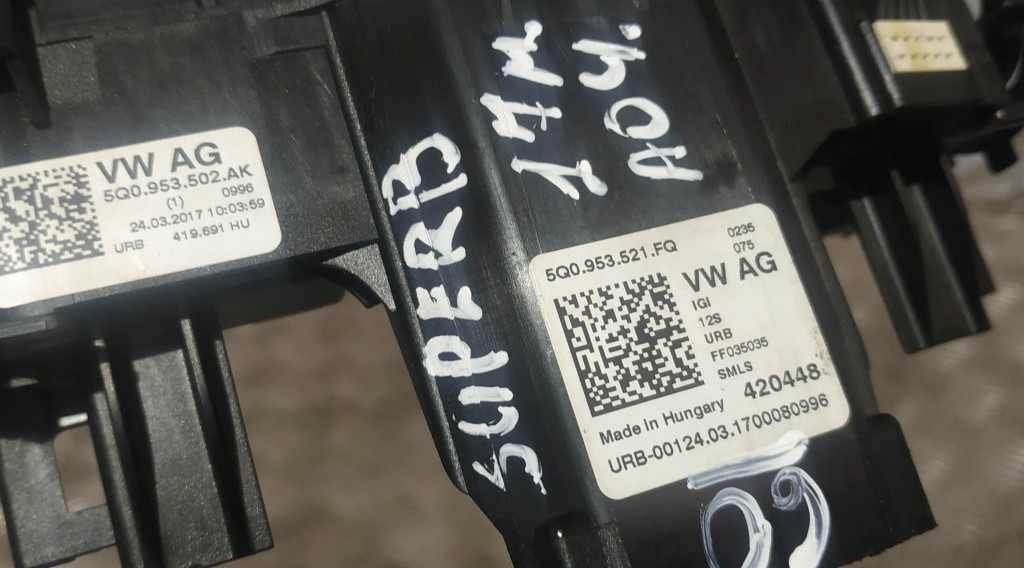 VW AG
5Q0.953.502.AK
0996
(1)
24.03.2017 10:03:59
URB 419.691 HU
SUPERB
17r.
A04.
5Q0.953.521.FQ
0235
075
VW AG
IGI
12S
URB
FF035035
SMLS
Made In Hungary 420448
URB-00124.03.1700080996